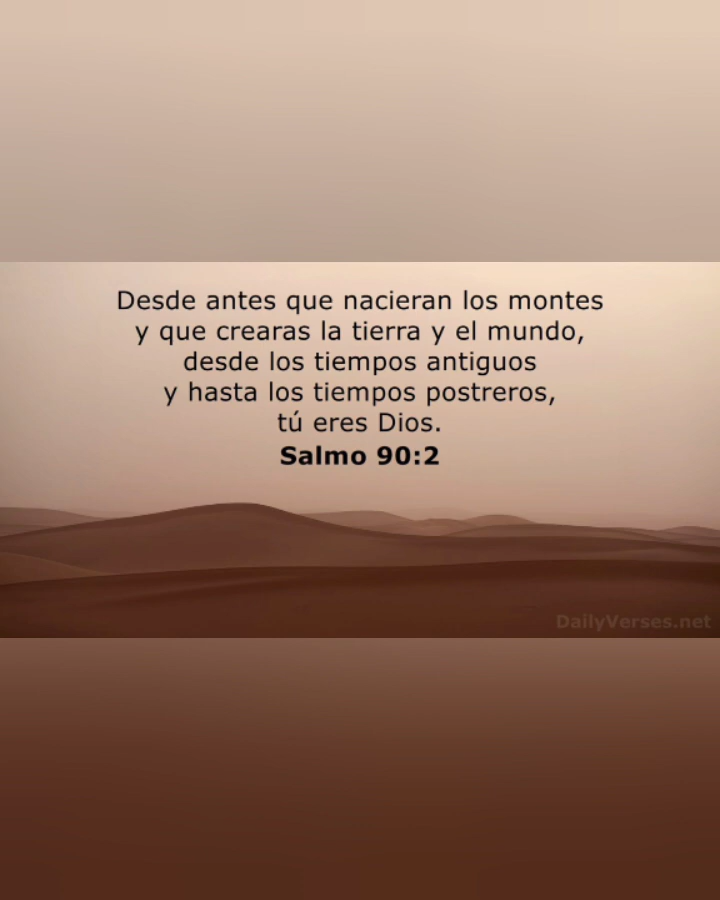 Desde antes que nacieran los montes
y que crearas la tierra y el mundo,
desde los tiempos antiguos
y hasta los tiempos postreros,
tú eres Dios.
Salmo 90:2
DailyVerses.net